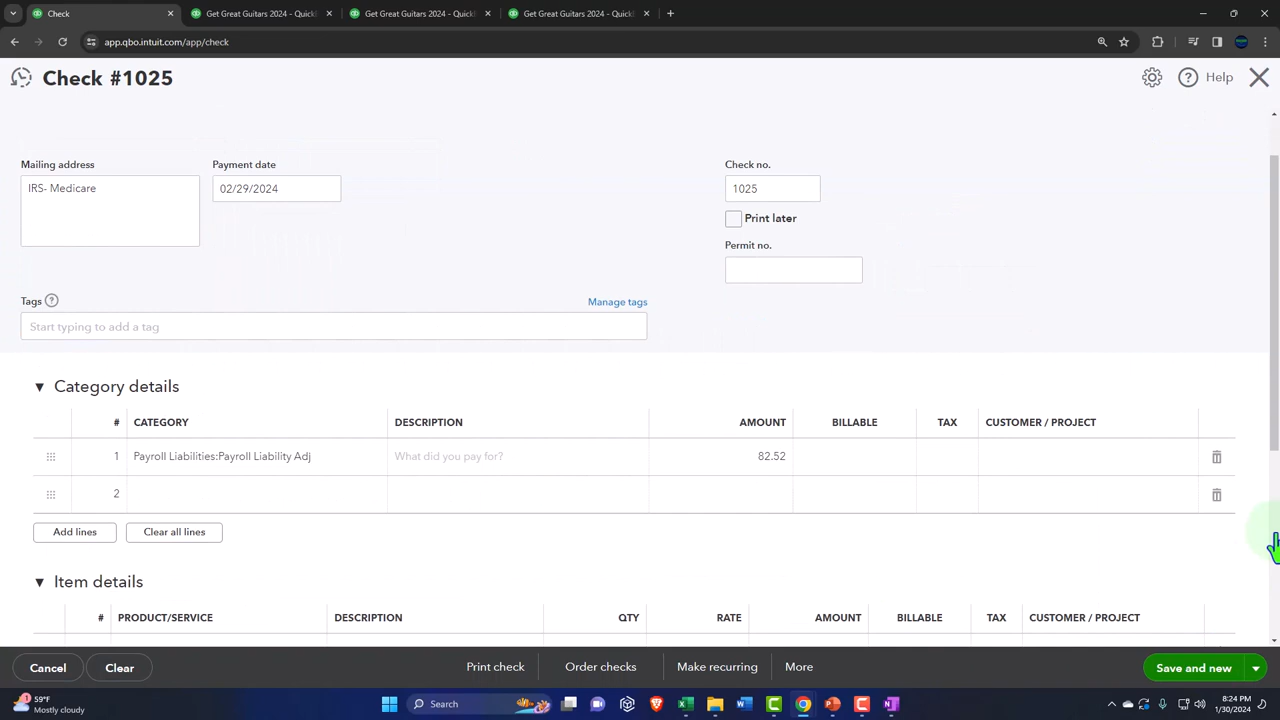 Check
Get Great Guitars 2024 - QuickB
Get Great Guitars 2024 - QuickB
Get Great Guitars 2024 - QuickB
app.qbo.intuit.com/app/check
Check #1025
Help
Mailing address
Payment date
Check no.
IRS- Medicare
02/29/2024
1025
Print later
Permit no.
Tags
Manage tags
Start typing to add a tag
Category details
# CATEGORY DESCRIPTION AMOUNT BILLABLE TAX CUSTOMER / PROJECT
1 Payroll Liabilities:Payroll Liability Adj What did you pay for? 82.52
2
Add lines Clear all lines
Item details
# PRODUCT/SERVICE DESCRIPTION QTY RATE AMOUNT BILLABLE TAX CUSTOMER / PROJECT
Cancel Clear Print check Order checks Make recurring More Save and new
1 59°F
Mostly cloudy
Search
8:24 PM
1/30/2024